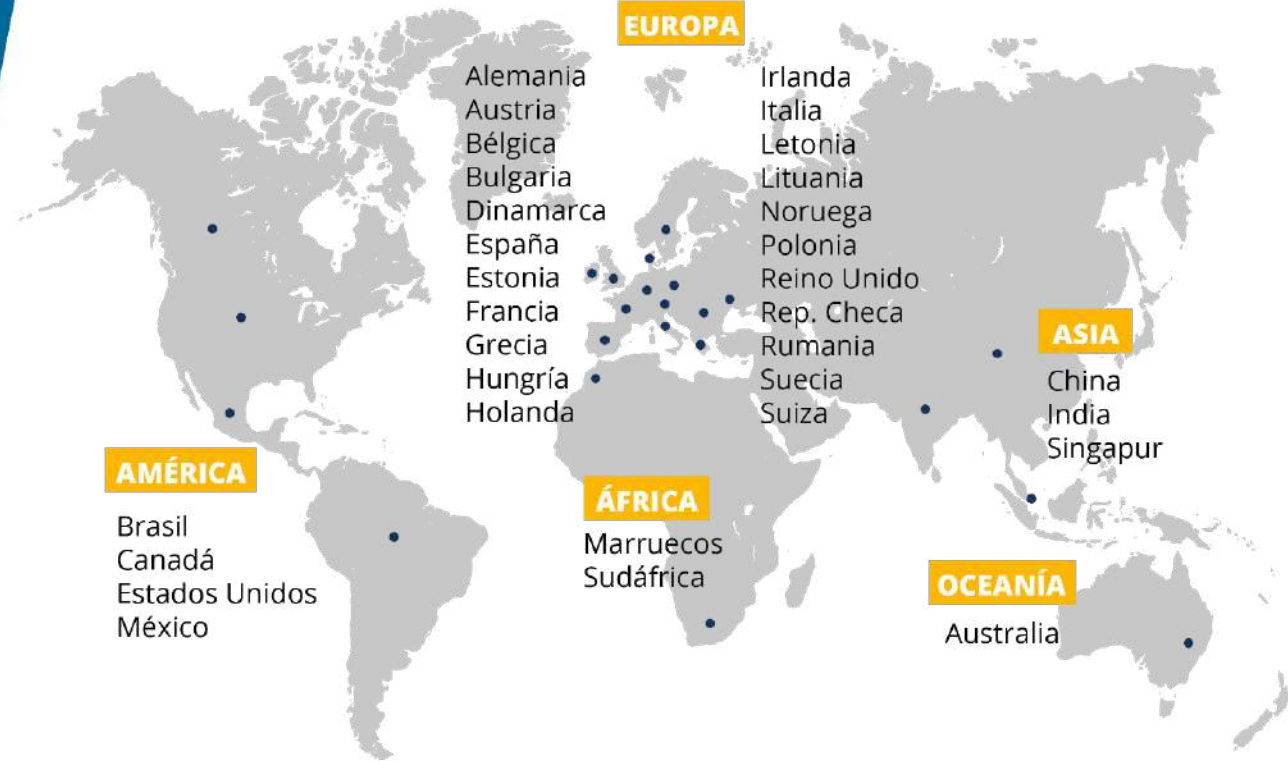 EUROPA
Alemania
Austria
Bélgica
Bulgaria
Dinamarca
España
Estonia
Francia
Grecia
Hungría
Holanda
Irlanda
Italia
Letonia
Lituania
Noruega
Polonia
Reino Unido
Rep. Checa
Rumania
Suecia
Suiza
ASIA
China
India
Singapur
AMÉRICA
Brasil
Canadá
Estados Unidos
México
ÁFRICA
Marruecos
Sudáfrica
OCEANÍA
Australia